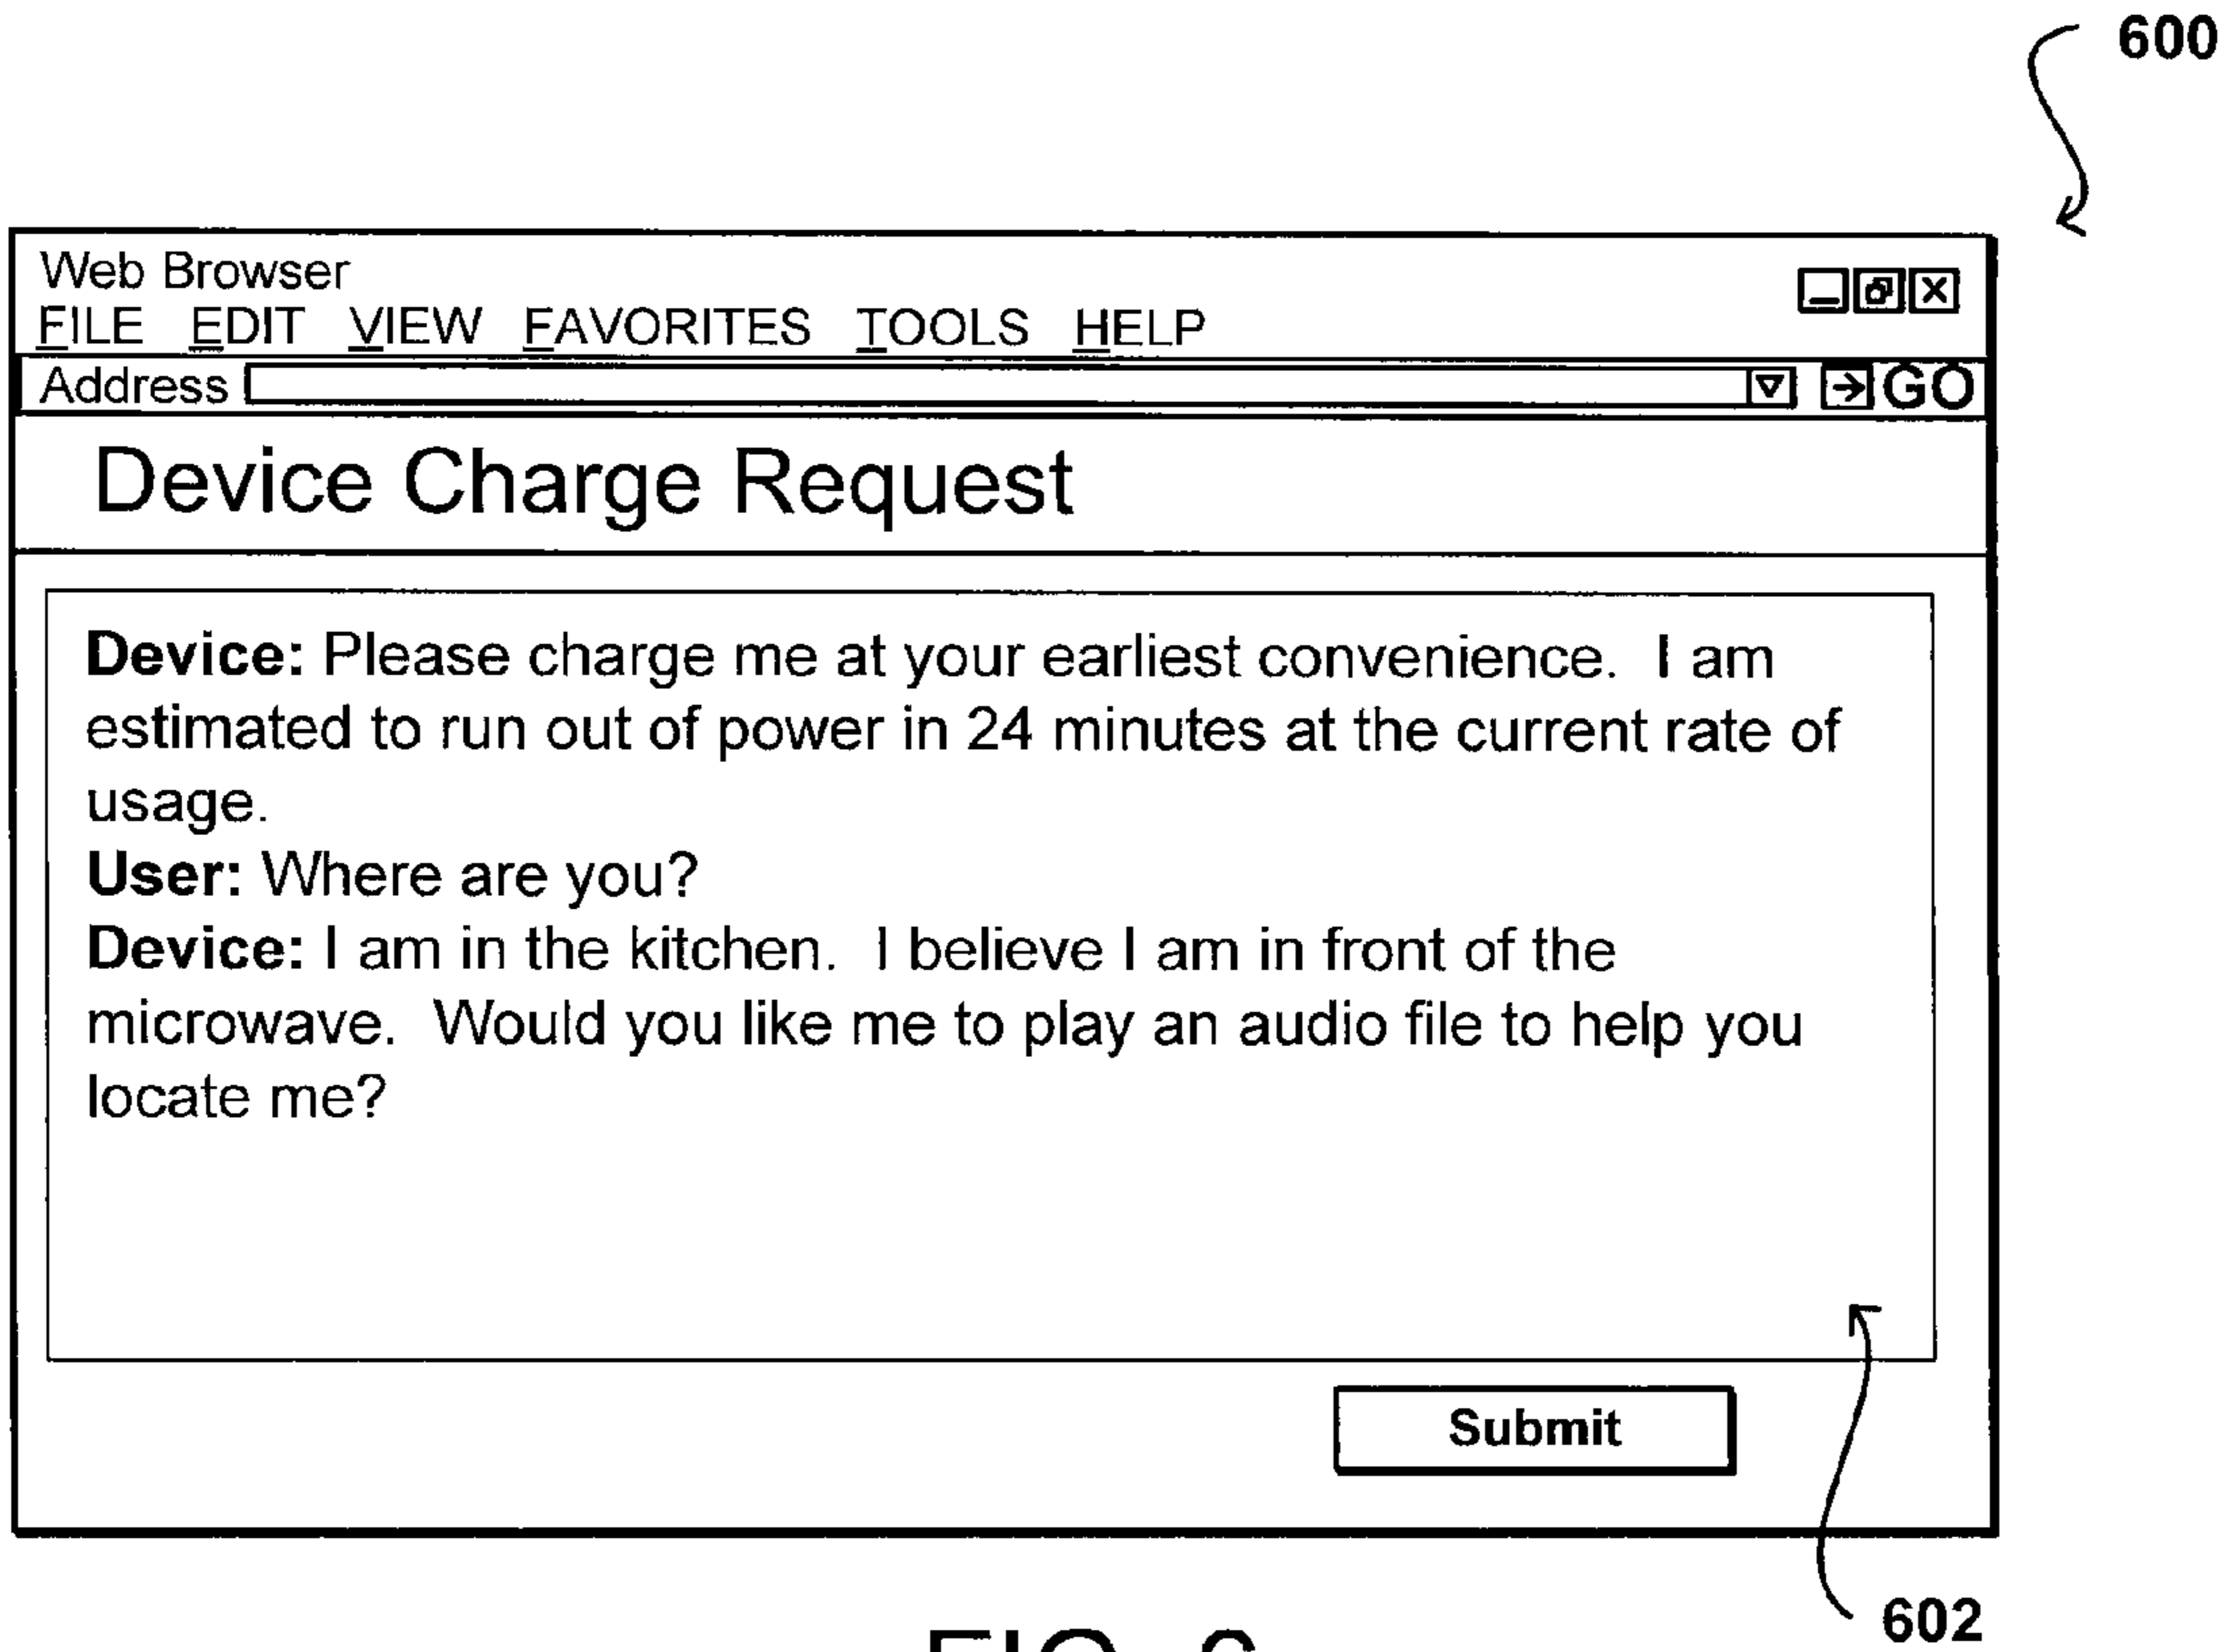 600
Web Browser
FILE EDIT VIEW FAVORITES TOOLS HELP
Address GO
Device Charge Request
Device: Please charge me at your earliest convenience. I am
estimated to run out of power in 24 minutes at the current rate of
usage.
User: Where are you?
Device: I am in the kitchen. I believe I am in front of the
microwave. Would you like me to play an audio file to help you
locate me?
Submit
602